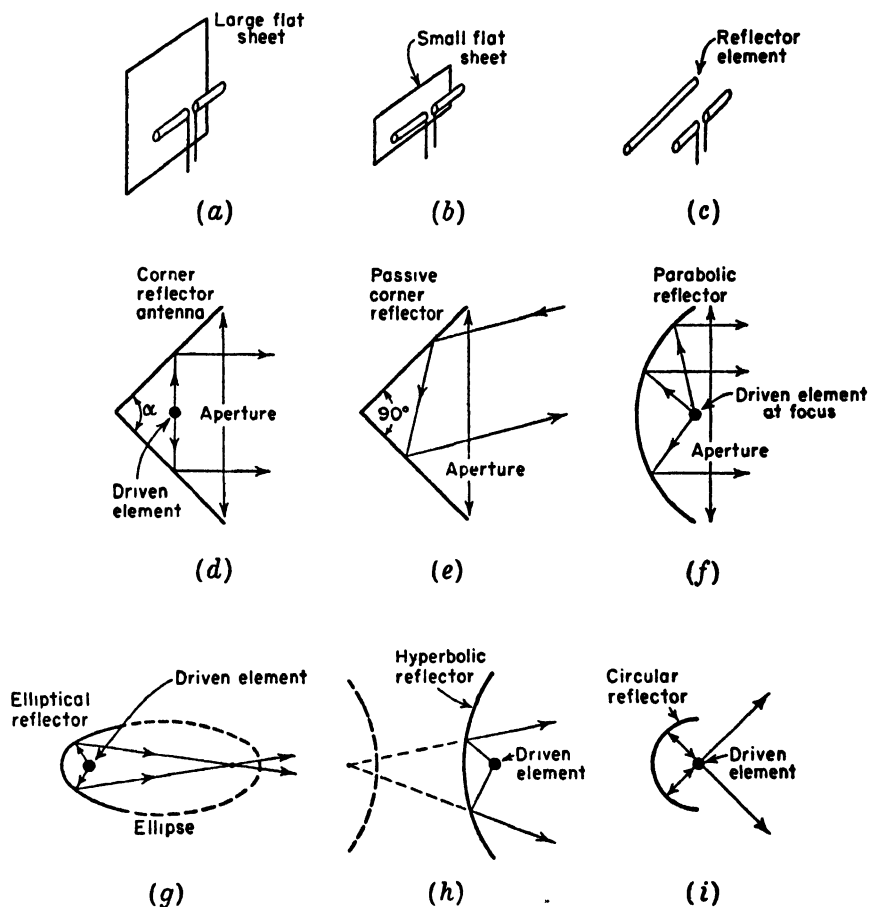 Large flat
sheet
Small flat
sheet
Reflector
element
(a)
(b)
(c)
Corner
reflector
antenna
α
Aperture
Driven
element
(d)
Passive
corner
reflector
90°
Aperture
(e)
Parabolic
reflector
Driven element
at focus
Aperture
(f)
Elliptical
reflector
Driven element
Ellipse
(g)
Hyperbolic
reflector
Driven
element
(h)
Circular
reflector
Driven
element
(i)